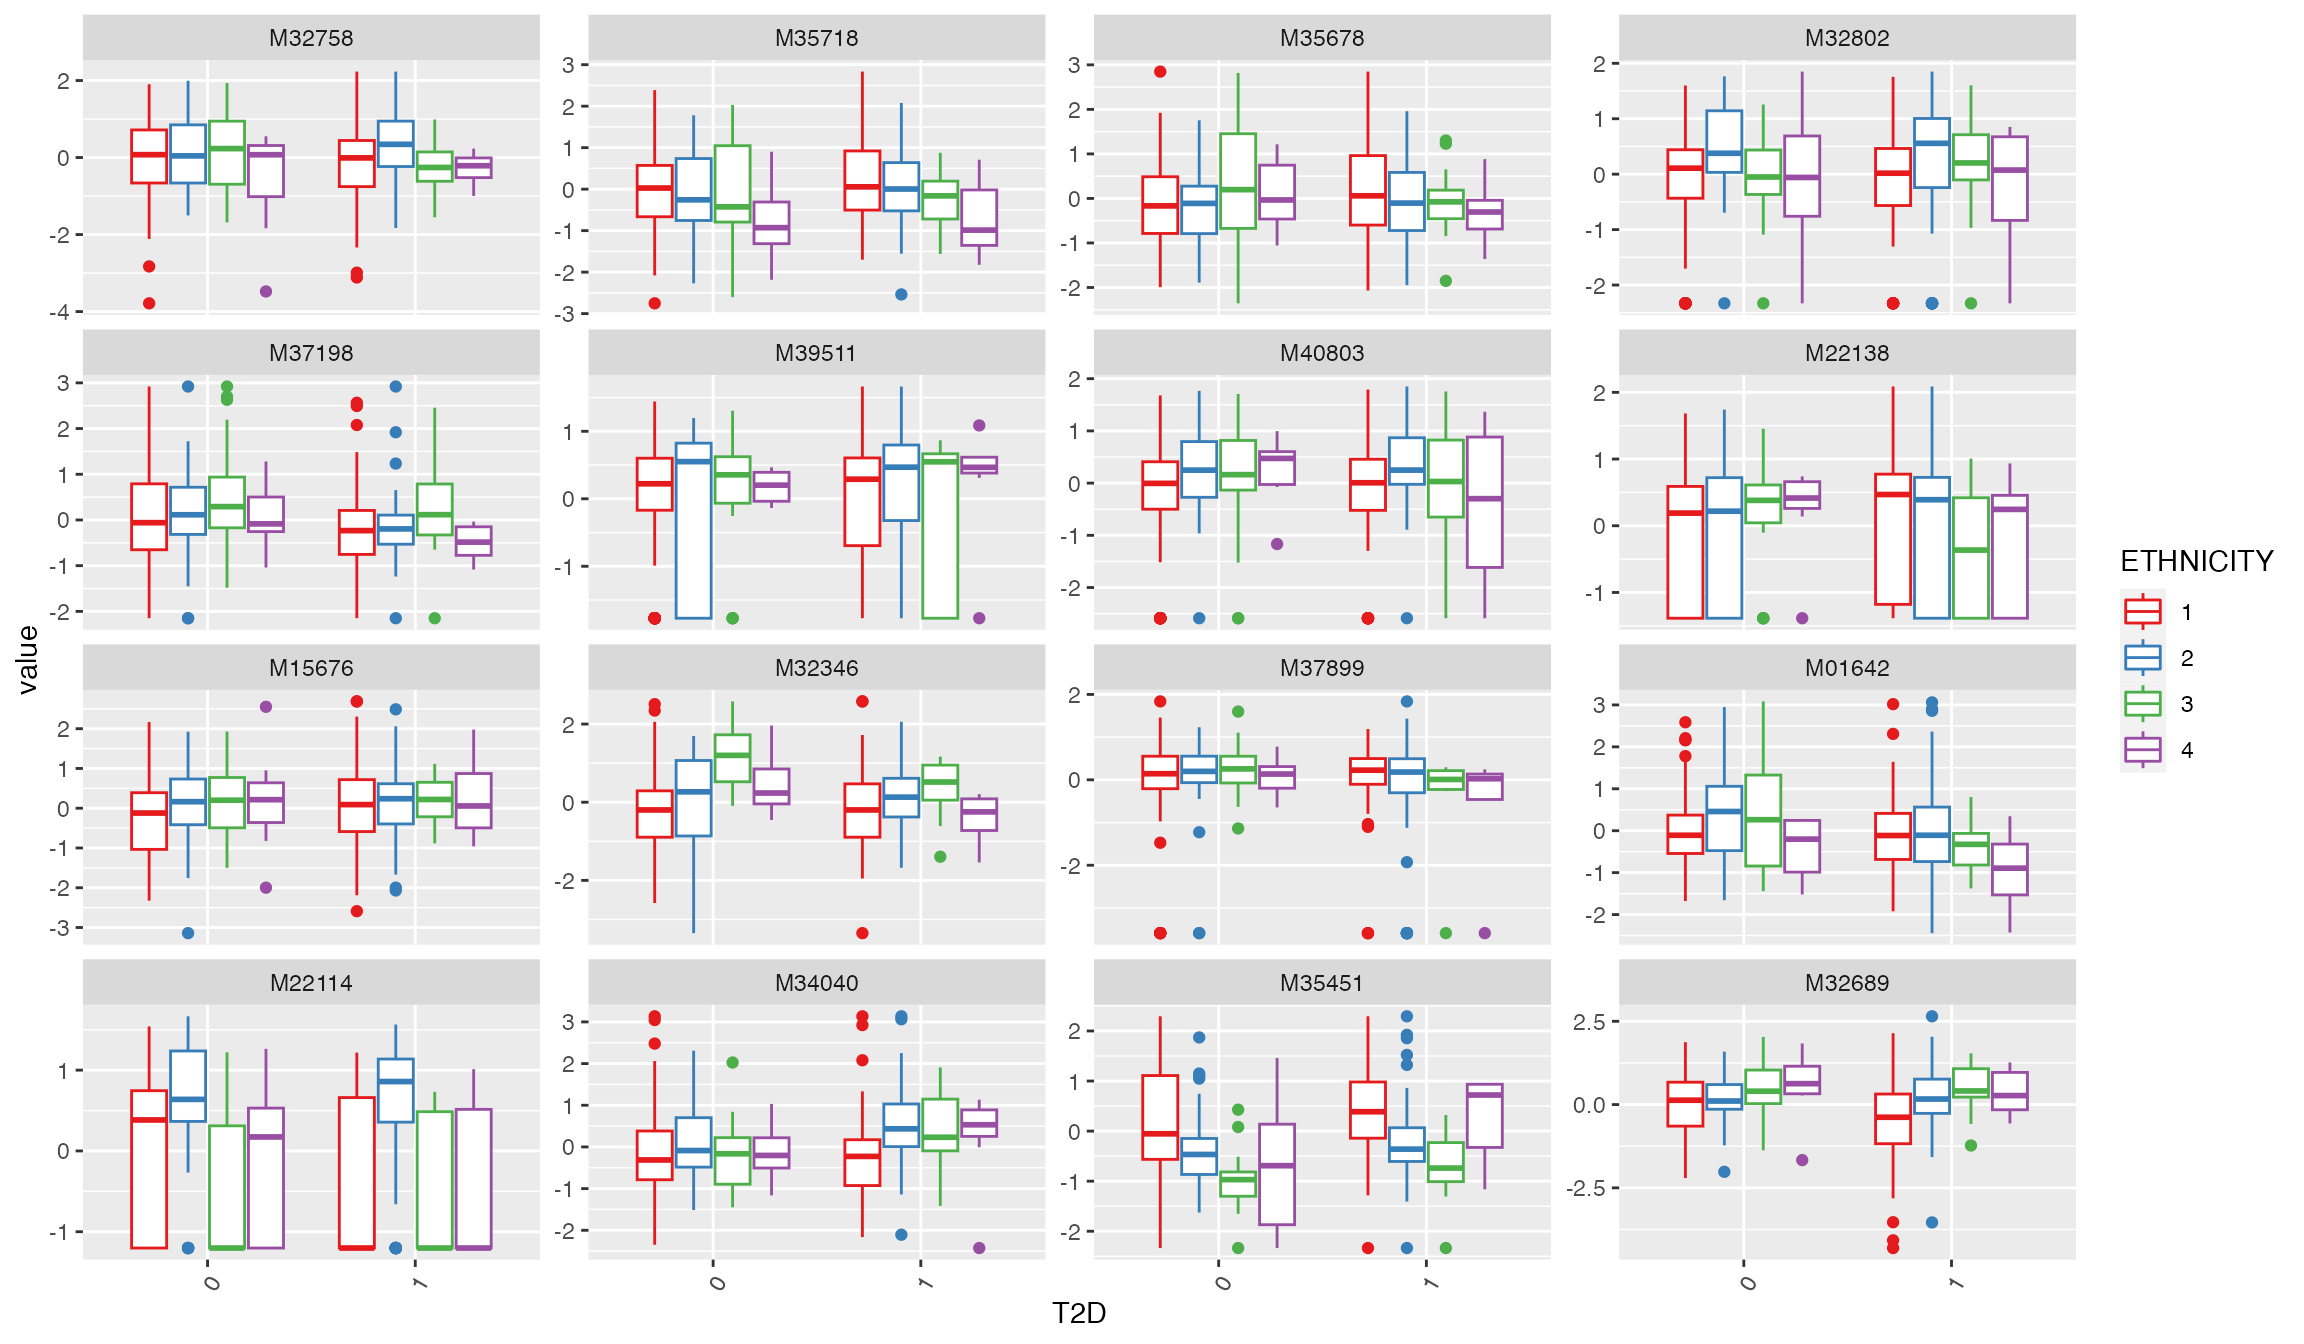 M32758 M35718 M35678 M32802
2 0 -2 -4
3 2 1 0 -1 -2 -3
3 2 1 0 -1 -2
2 1 0 -1 -2
M37198 M39511 M40803 M22138
3 2 1 0 -1 -2
1 0 -1
2 1 0 -1 -2
2 1 0 -1
M15676 M32346 M37899 M01642
2 1 0 -1 -2 -3
2 0 -2
2 0 -2
3 2 1 0 -1 -2
M22114 M34040 M35451 M32689
1 0 -1
3 2 1 0 -1 -2
2 1 0 -1 -2
2.5 0.0 -2.5
0 1 0 1 0 1 0 1
value
T2D
ETHNICITY
1
2
3
4